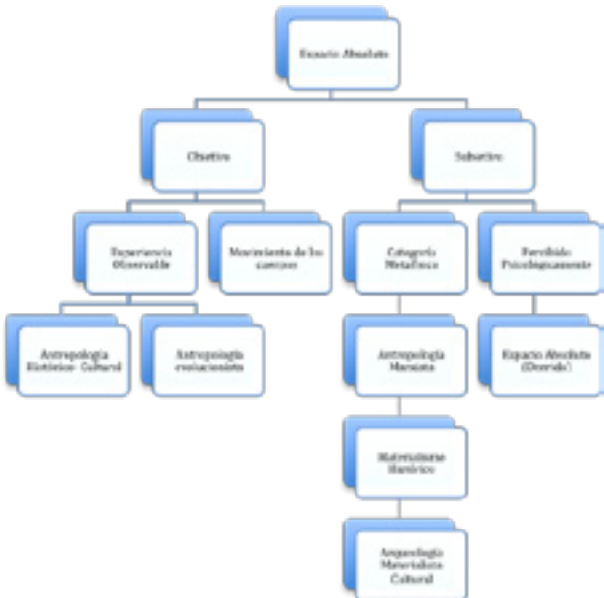 Espacio Absoluto
Objetivo
Subjetivo
Experiencia
Observable
Movimiento de los
cuerpos
Categoría
Metafísica
Percibido
Psicológicamente
Antropología
Histórico- Cultural
Antropología
evolucionista
Antropología
Marxista
Espacio Absoluto
Materialismo
Histórico
Arqueología
Materialista
Cultural